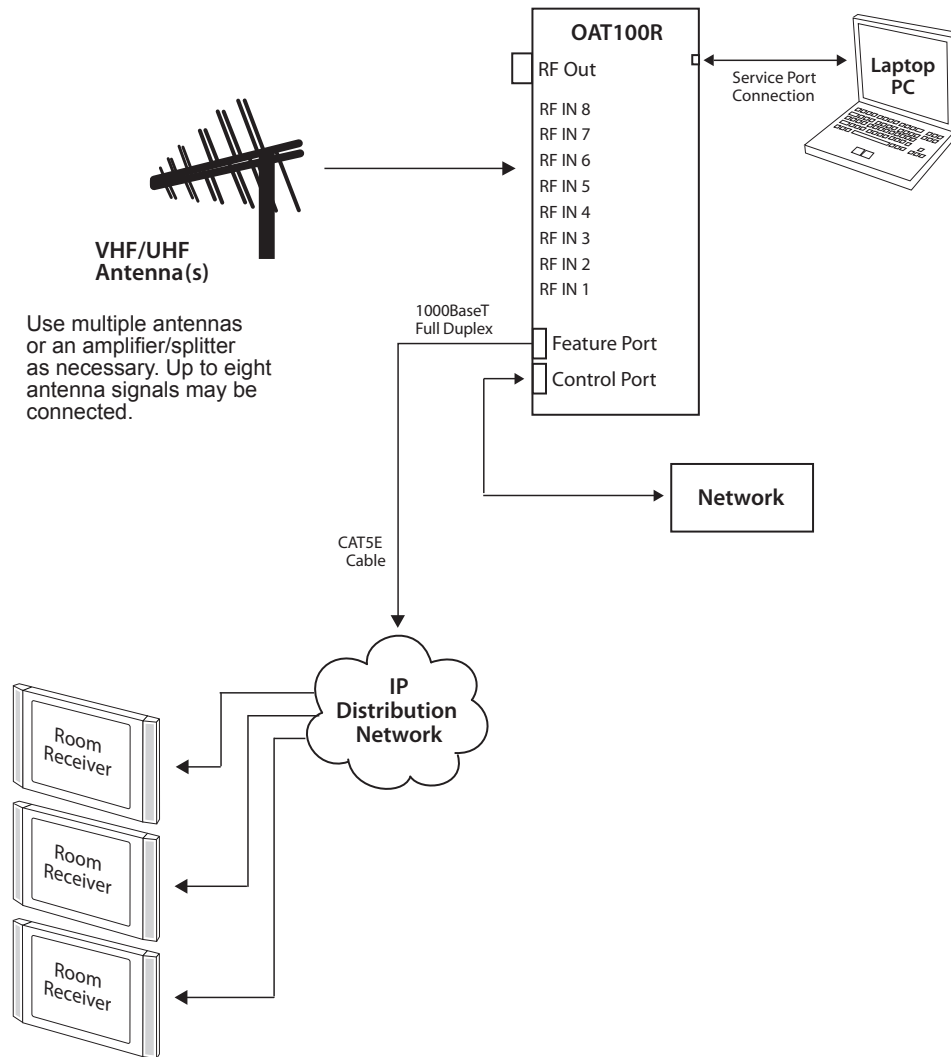 OAT100R
RF Out
Service Port
Connection
Laptop
PC
RF IN 8
RF IN 7
RF IN 6
RF IN 5
RF IN 4
RF IN 3
RF IN 2
RF IN 1
VHF/UHF
Antenna(s)
Use multiple antennas
or an amplifier/splitter
as necessary. Up to eight
antenna signals may be
connected.
1000BaseT
Full Duplex
Feature Port
Control Port
Network
CAT5E
Cable
IP
Distribution
Network
Room
Receiver
Room
Receiver
Room
Receiver